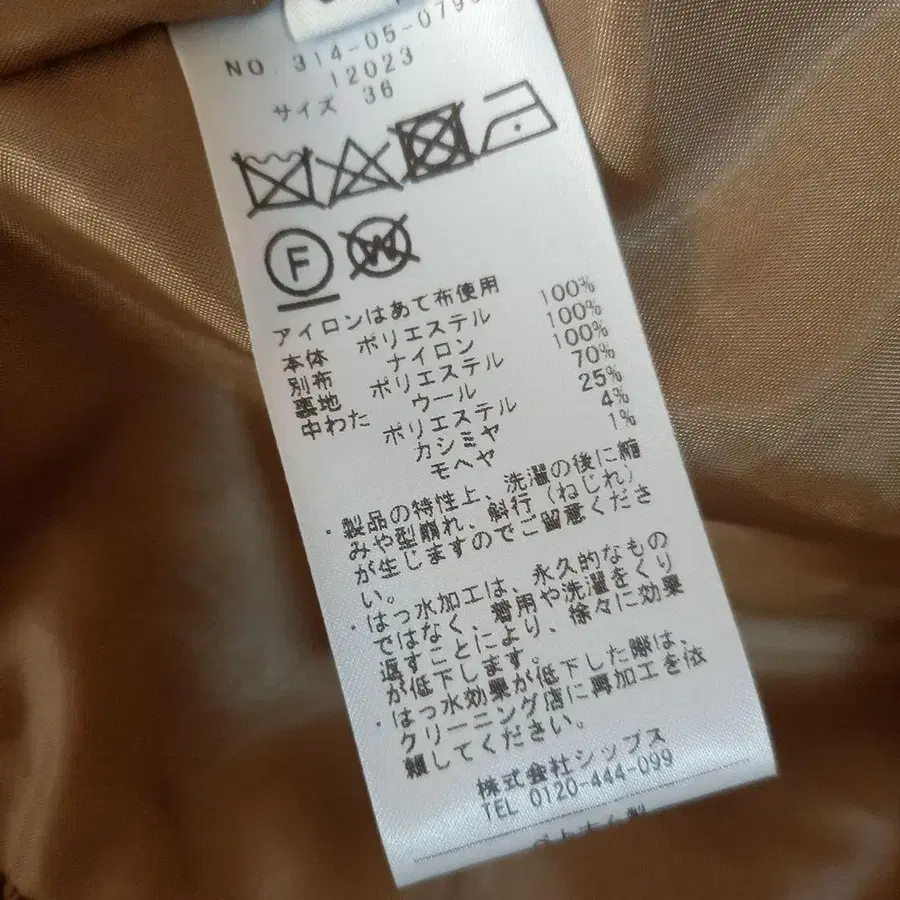 NO. 314-05-079
12023
サイズ 36
F
W
アイロンはあて布使用
本体 ポリエステル 100%
別布 ナイロン 100%
裏地 ポリエステル 100%
中わた ウール 70%
ポリエステル 25%
カシミヤ 4%
モヘヤ 1%
・製品の特性上、洗濯の後に縮
みや型崩れ、斜行（ねじれ）
が生じますのでご留意くださ
い。
・はっ水加工は、永久的なもの
ではなく、着用や洗濯をくり
返すことにより、徐々に効果
が低下します。
・はっ水効果が低下した際は、
クリーニング店に再加工を依
頼してください。
株式会社シップス
TEL 0120-444-099